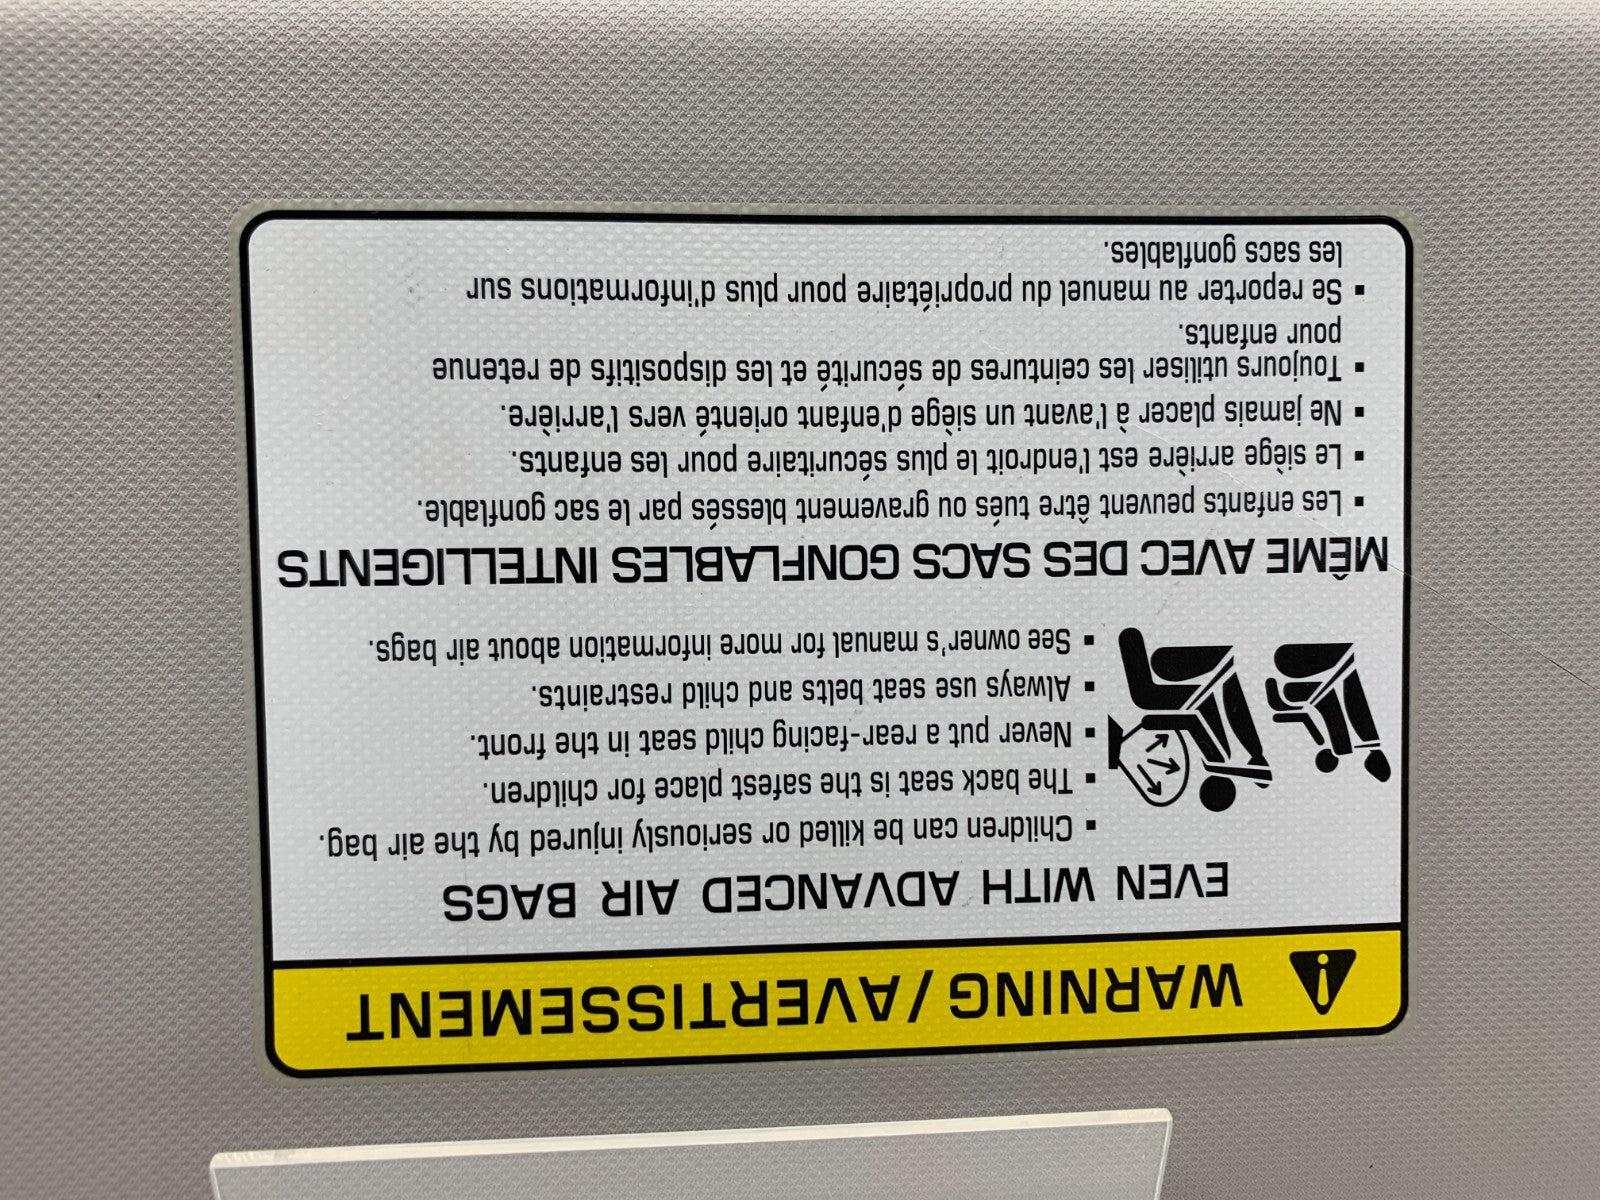 WARNING / AVERTISSEMENT
EVEN WITH ADVANCED AIR BAGS
▪ Children can be killed or seriously injured by the air bag.
▪ The back seat is the safest place for children.
▪ Never put a rear-facing child seat in the front.
▪ Always use seat belts and child restraints.
▪ See owner's manual for more information about air bags.
MÊME AVEC DES SACS GONFLABLES INTELLIGENTS
▪ Les enfants peuvent être tués ou gravement blessés par le sac gonflable.
▪ Le siège arrière est l'endroit le plus sécuritaire pour les enfants.
▪ Ne jamais placer à l'avant un siège d'enfant orienté vers l'arrière.
▪ Toujours utiliser les ceintures de sécurité et les dispositifs de retenue
pour enfants.
▪ Se reporter au manuel du propriétaire pour plus d'informations sur
les sacs gonflables.